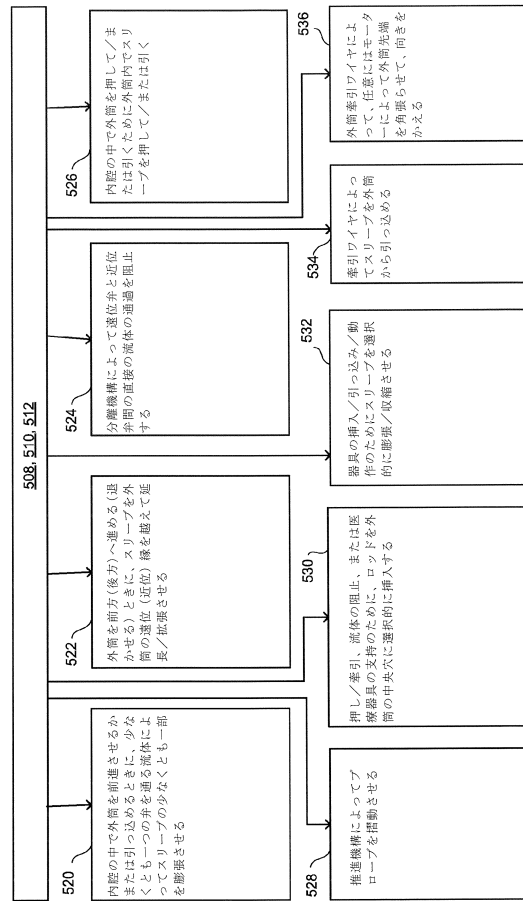 508, 510, 512
520
内腔の中で外筒を前進させるか
または引っ込めるときに、少な
くとも一つの弁を通る流体によ
ってスリーブの少なくとも一部
を膨張させる
522
外筒を前方(後方)へ進める(退
かせる)ときに、スリーブを外
筒の遠位（近位）縁を越えて延
長／拡張させる
524
分離機構によって遠位弁と近位
弁間の直接の流体の通過を阻止
する
526
内腔の中で外筒を押して／ま
たは引くために外筒内でスリ
ーブを押して／または引く
528
推進機構によってプ
ローブを摺動させる
530
押し／牽引、流体の阻止、または医
療器具の支持のために、ロッドを外
筒の中央穴に選択的に挿入する
532
器具の挿入／引っ込み／動
作のためにスリーブを選択
的に膨張／収縮させる
534
牽引ワイヤによっ
てスリーブを外筒
から引っ込める
536
外筒牽引ワイヤによ
って、任意にはモータ
ーによって外筒先端
を角張らせて、向きを
かえる